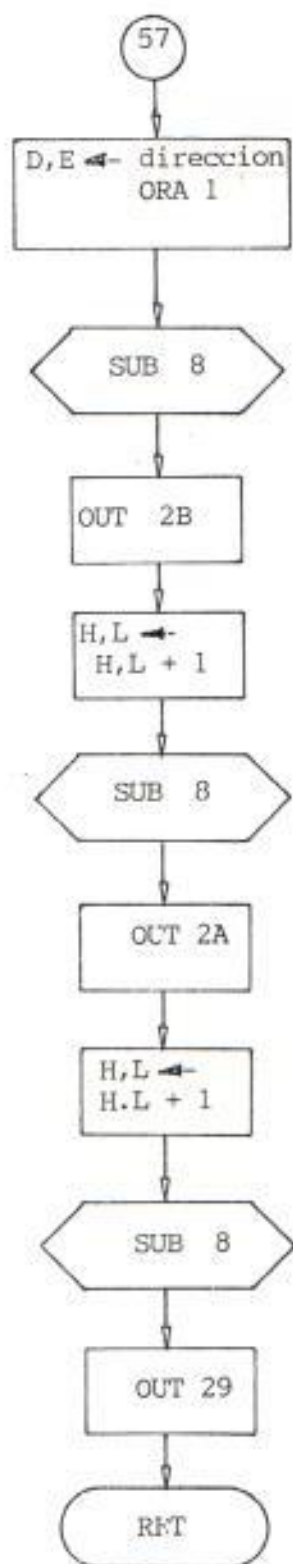 57
D,E ◄- direccion
ORA 1
SUB 8
OUT 2B
H,L ◄-
H,L + 1
SUB 8
OUT 2A
H,L ◄-
H.L + 1
SUB 8
OUT 29
RET